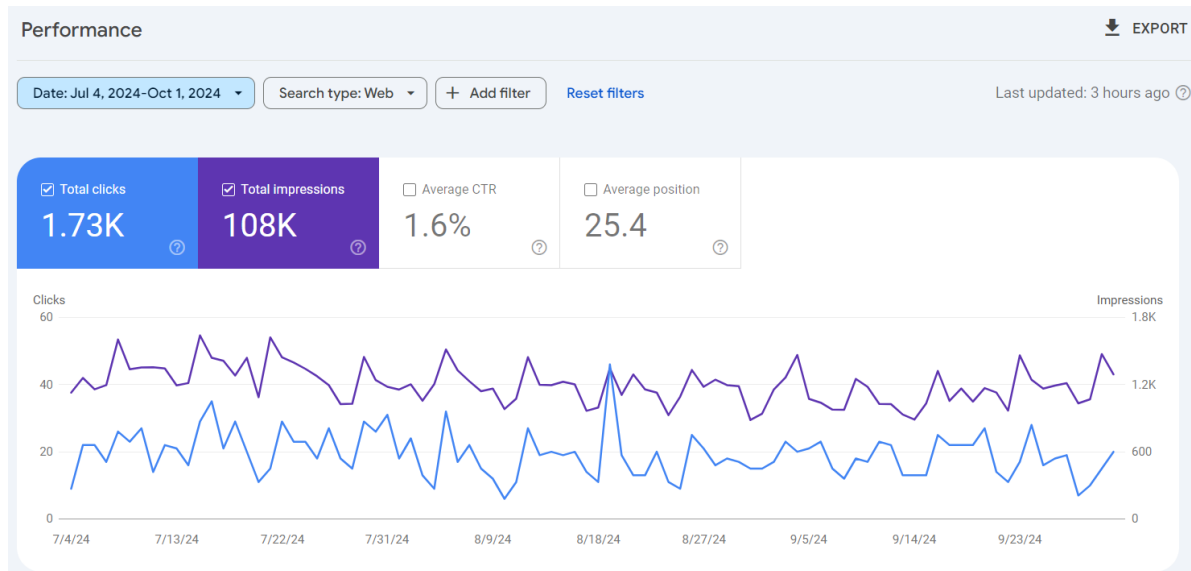 Performance
EXPORT
Date: Jul 4, 2024-Oct 1, 2024
Search type: Web
+ Add filter
Reset filters
Last updated: 3 hours ago
Total clicks
1.73K
Total impressions
108K
Average CTR
1.6%
Average position
25.4
Clicks
Impressions
60
1.8K
40
1.2K
20
600
0
0
7/4/24
7/13/24
7/22/24
7/31/24
8/9/24
8/18/24
8/27/24
9/5/24
9/14/24
9/23/24